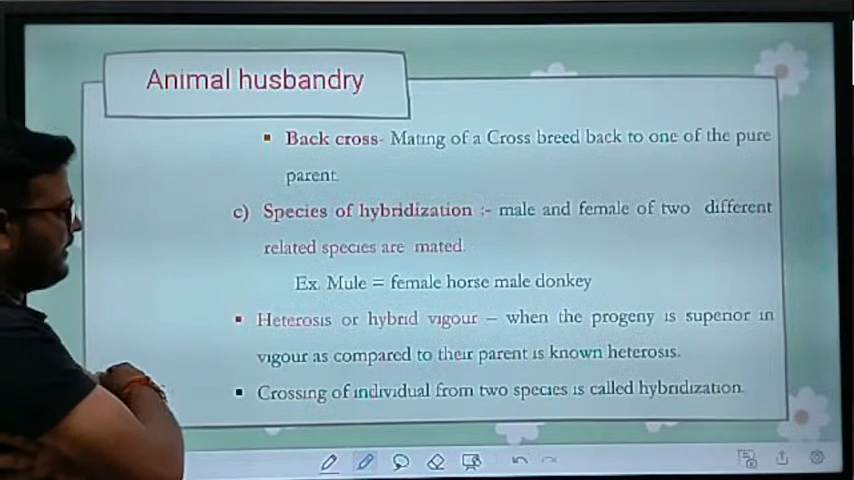 Animal husbandry
▪ Back cross- Mating of a Cross breed back to one of the pure
parent.
c) Species of hybridization :- male and female of two different
related species are mated.
Ex. Mule = female horse male donkey
▪ Heterosis or hybrid vigour – when the progeny is superior in
vigour as compared to their parent is known heterosis.
▪ Crossing of individual from two species is called hybridization.